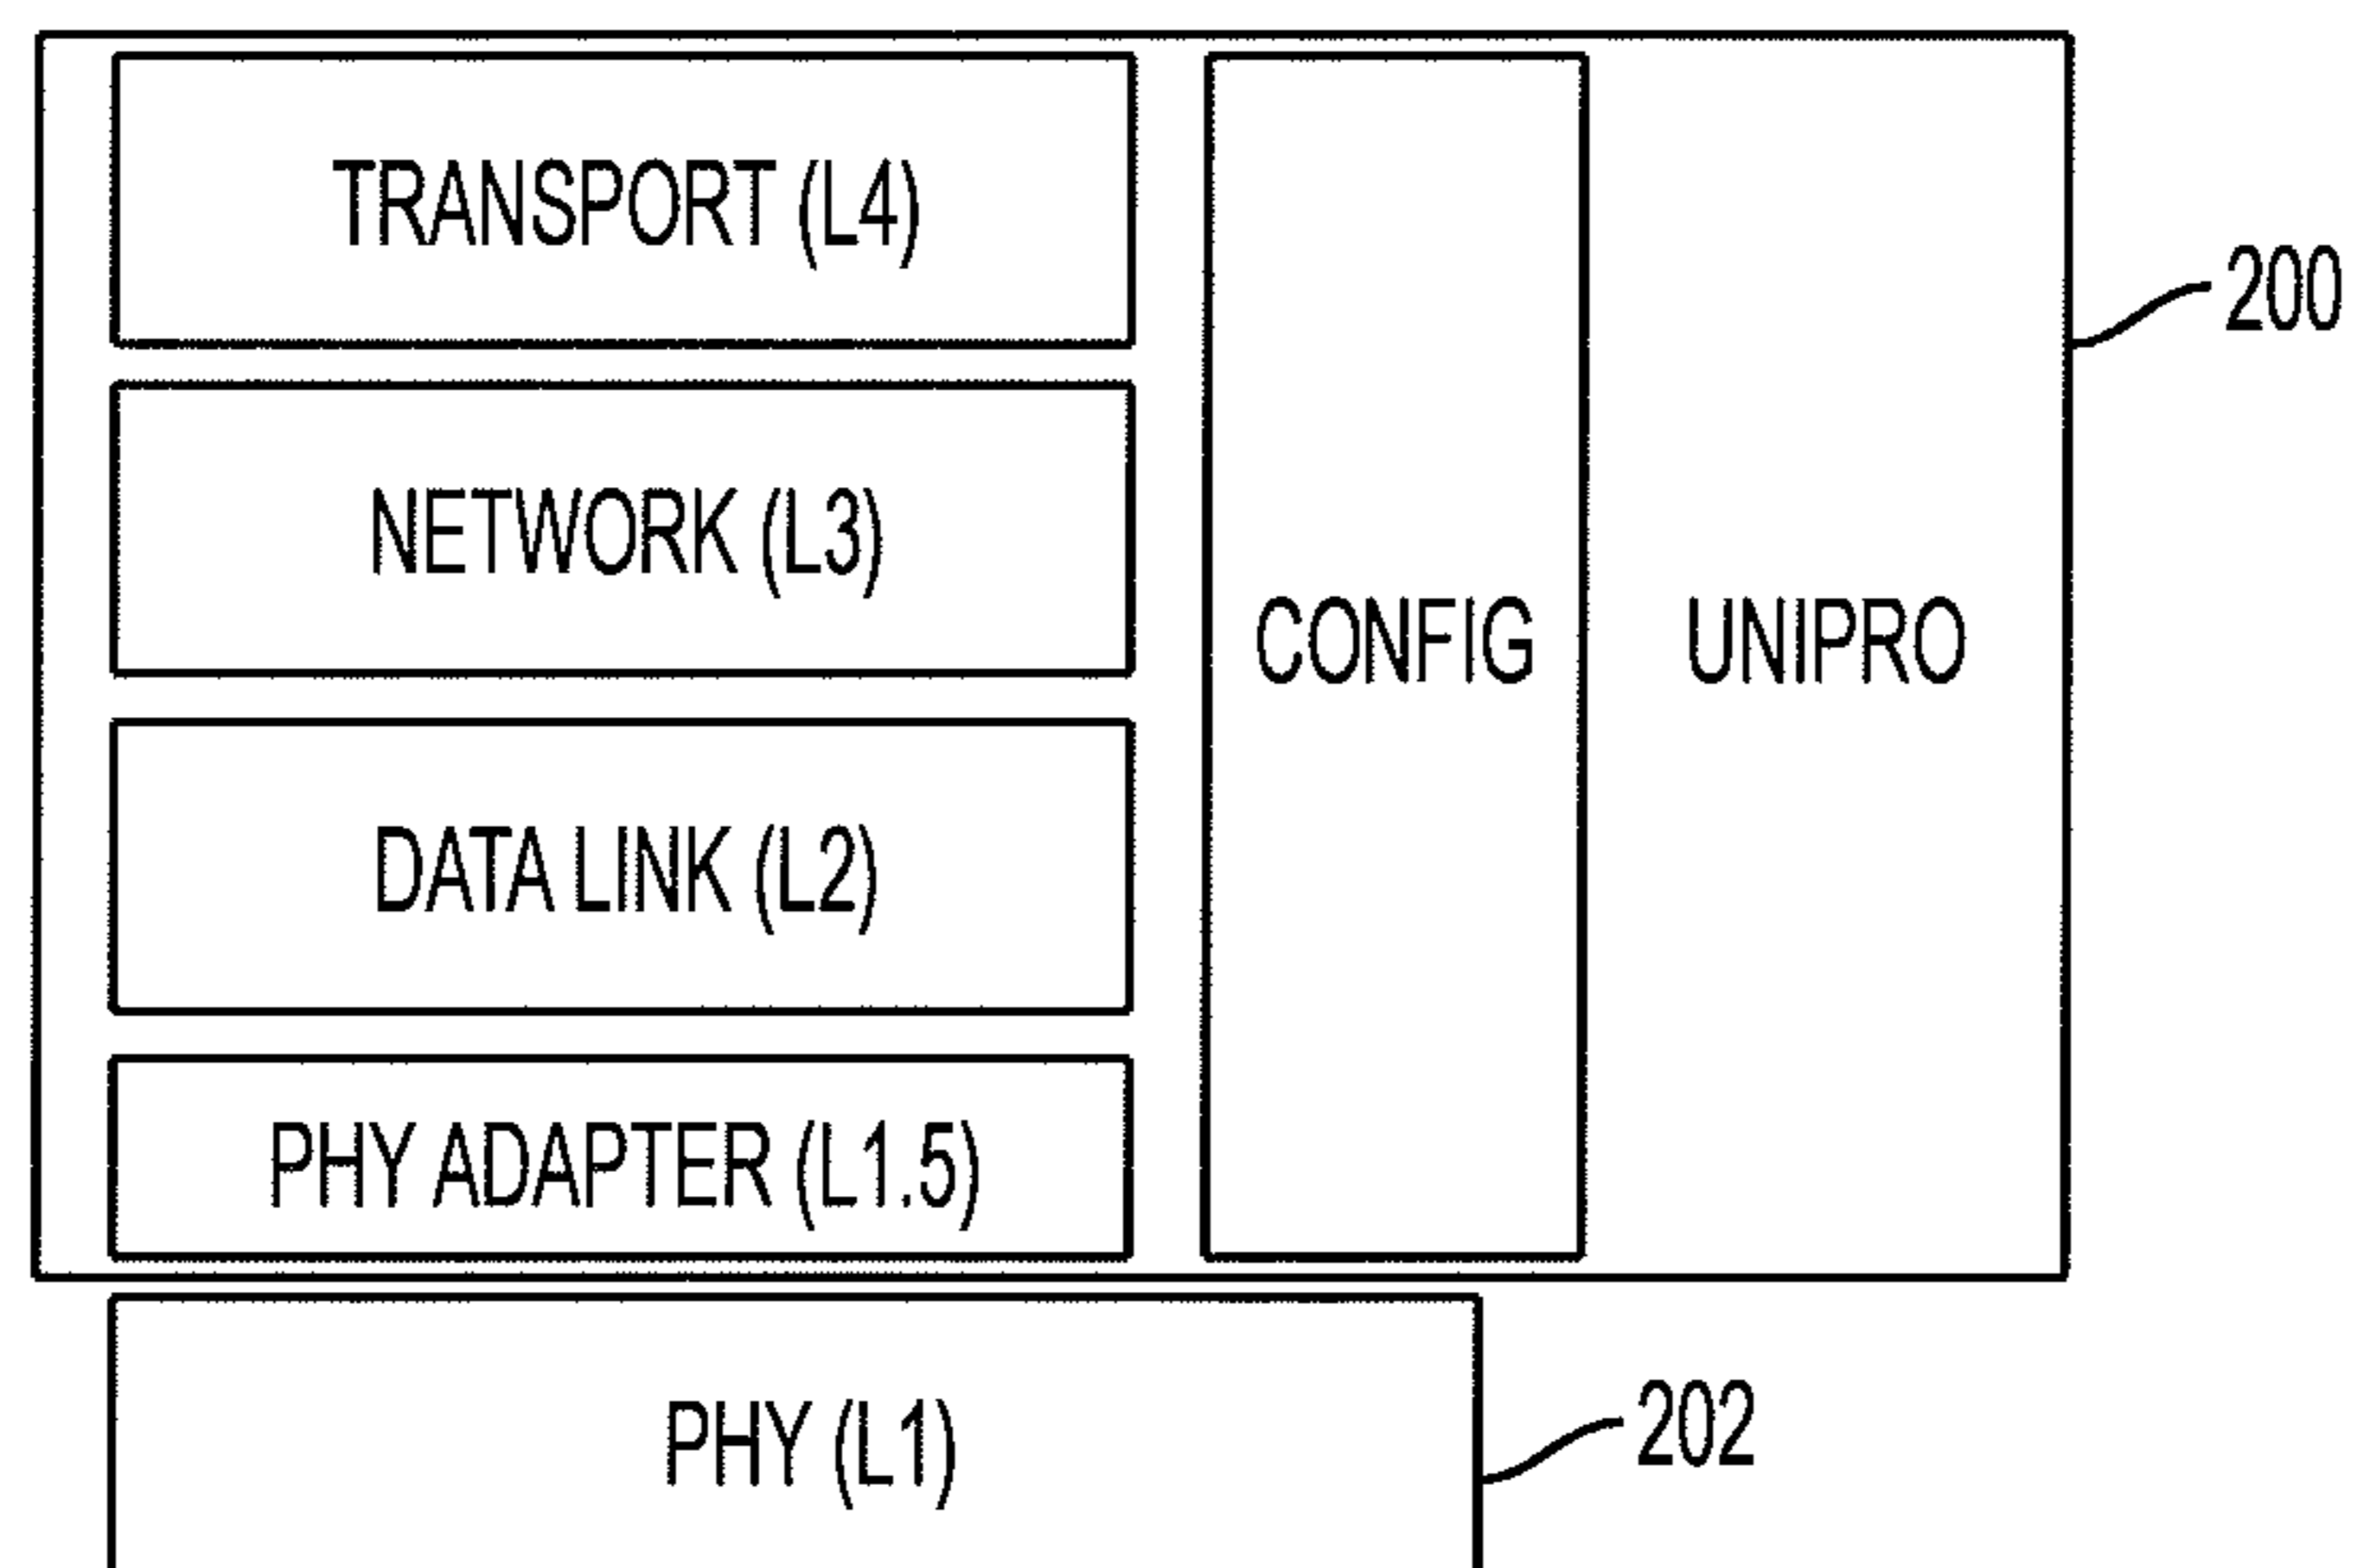 TRANSPORT (L4)
200
NETWORK (L3)
CONFIG
UNIPRO
DATA LINK (L2)
PHY ADAPTER (L1.5)
PHY (L1)
202